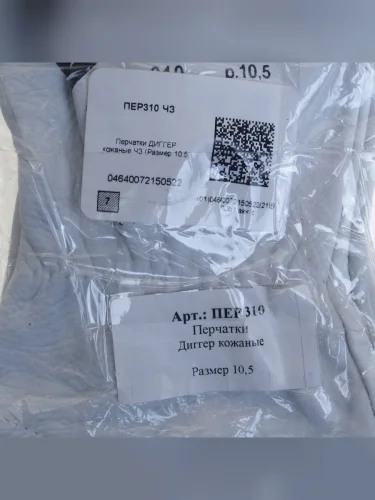 р.10,5
ПЕР310 ЧЗ
Перчатки ДИГГЕР
кожаные ЧЗ (Размер 10,5
04640072150522
7
Арт.: ПЕР310
Перчатки
Диггер кожаные
Размер 10,5